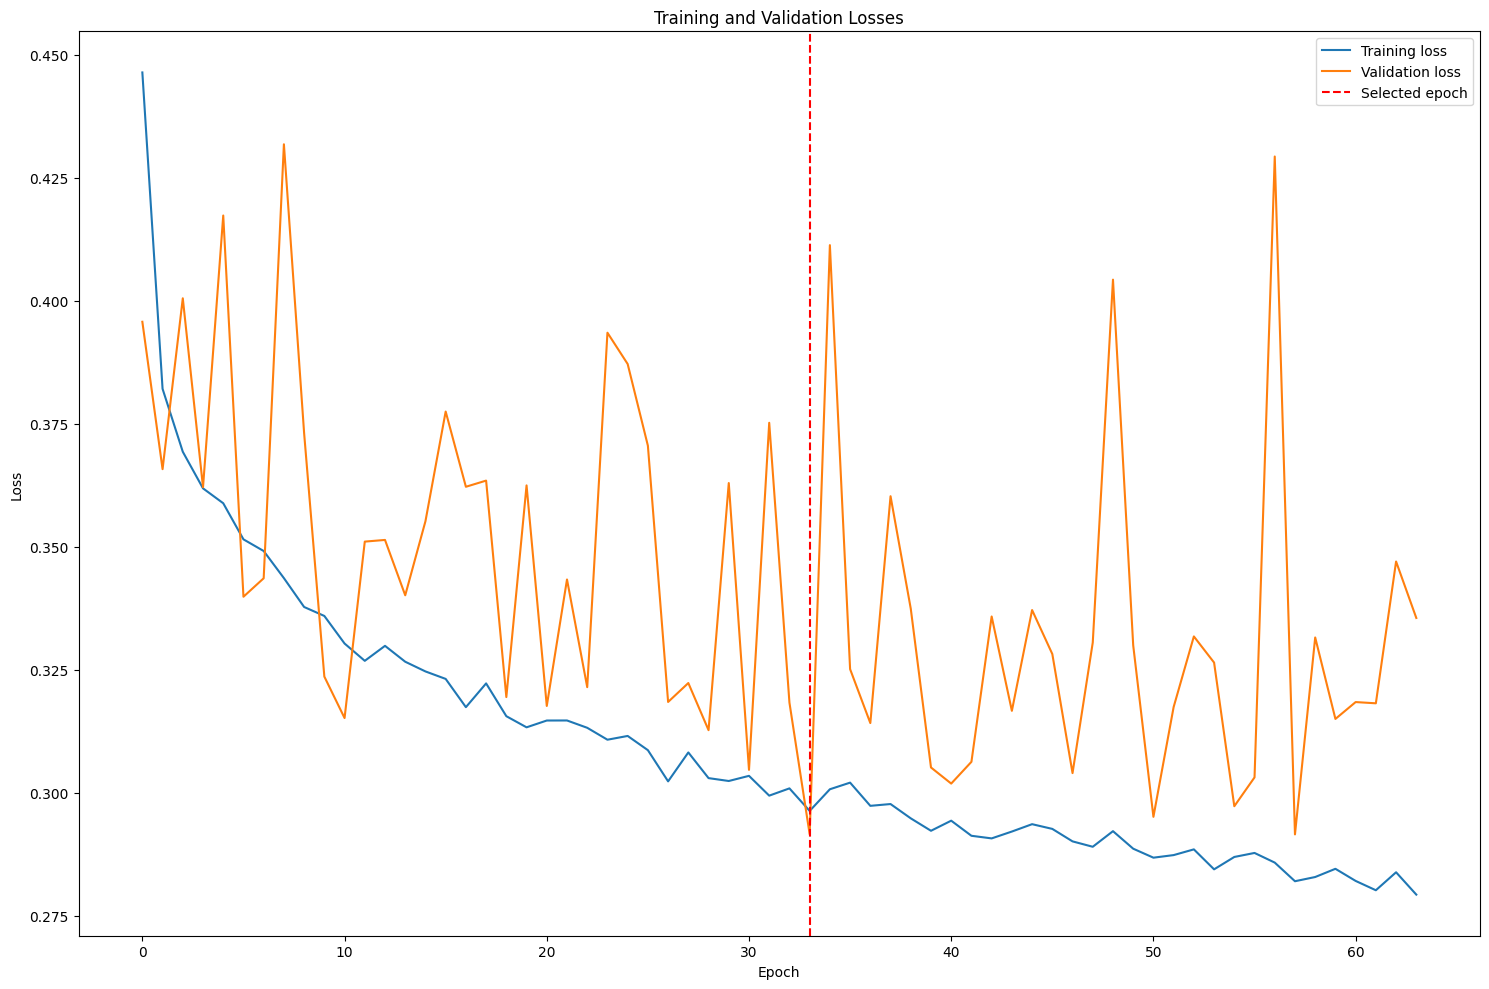 Training and Validation Losses
0.450
0.425
0.400
0.375
0.350
0.325
0.300
0.275
Loss
Training loss
Validation loss
Selected epoch
0 10 20 30 40 50 60
Epoch